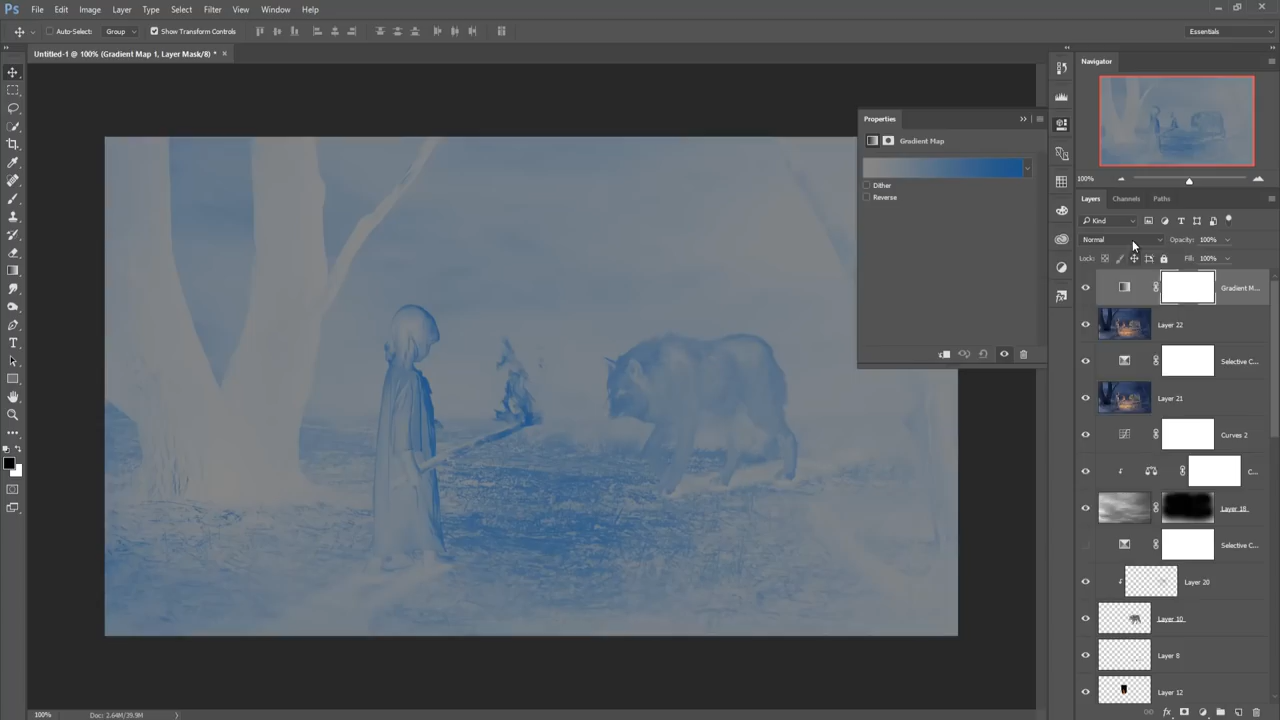 Ps File Edit Image Layer Type Select Filter View Window Help
Auto-Select: Group Show Transform Controls Essentials
Untitled-1 @ 100% (Gradient Map 1, Layer Mask/8) * ×
Navigator
Properties
Gradient Map
Dither
Reverse
100%
Layers Channels Paths
Kind
Normal Opacity: 100%
Lock: Fill: 100%
Gradient M...
Layer 22
Selective C...
Layer 21
Curves 2
C...
Layer 18
Selective C...
Layer 20
Layer 10
Layer 8
Layer 12
100% Doc: 2.64M/39.9M